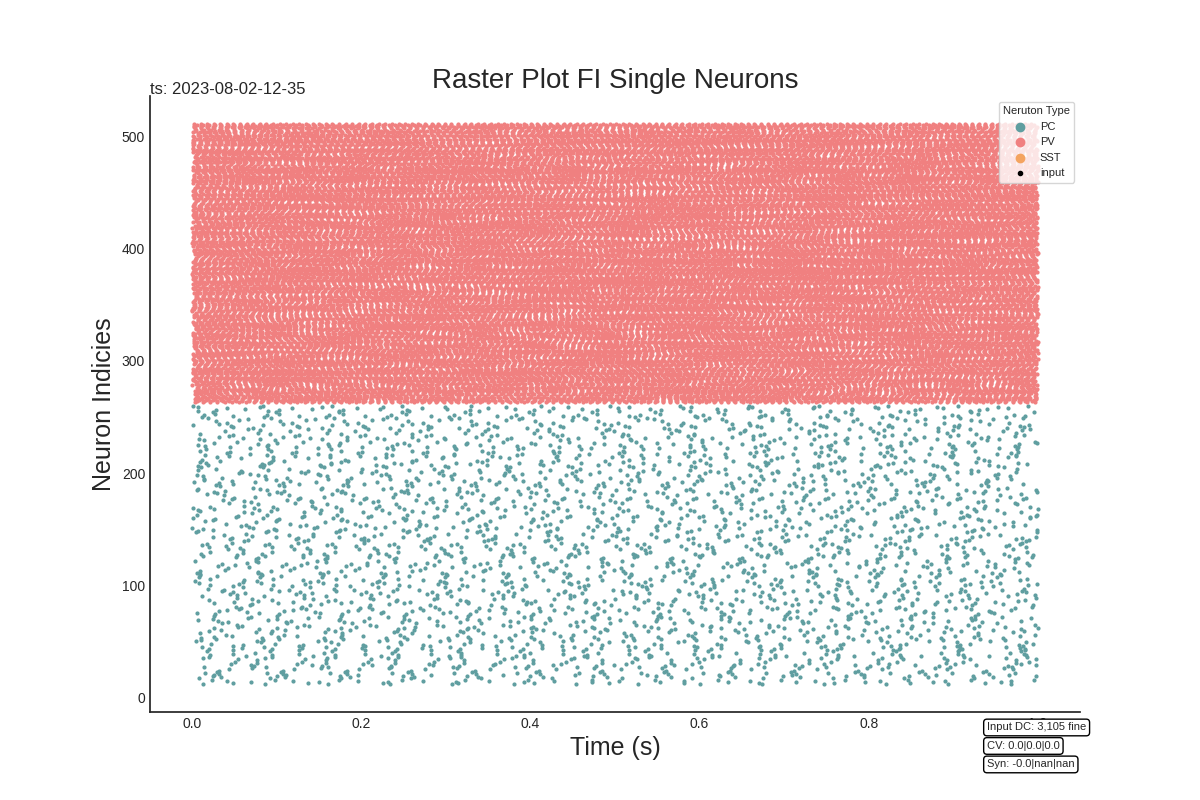 Raster Plot FI Single Neurons
ts: 2023-08-02-12-35
Neruton Type
PC
PV
SST
input
500
400
300
200
100
0
Neuron Indicies
0.0
0.2
0.4
0.6
0.8
Time (s)
Input DC: 3,105 fine
CV: 0.0|0.0|0.0
Syn: -0.0|nan|nan